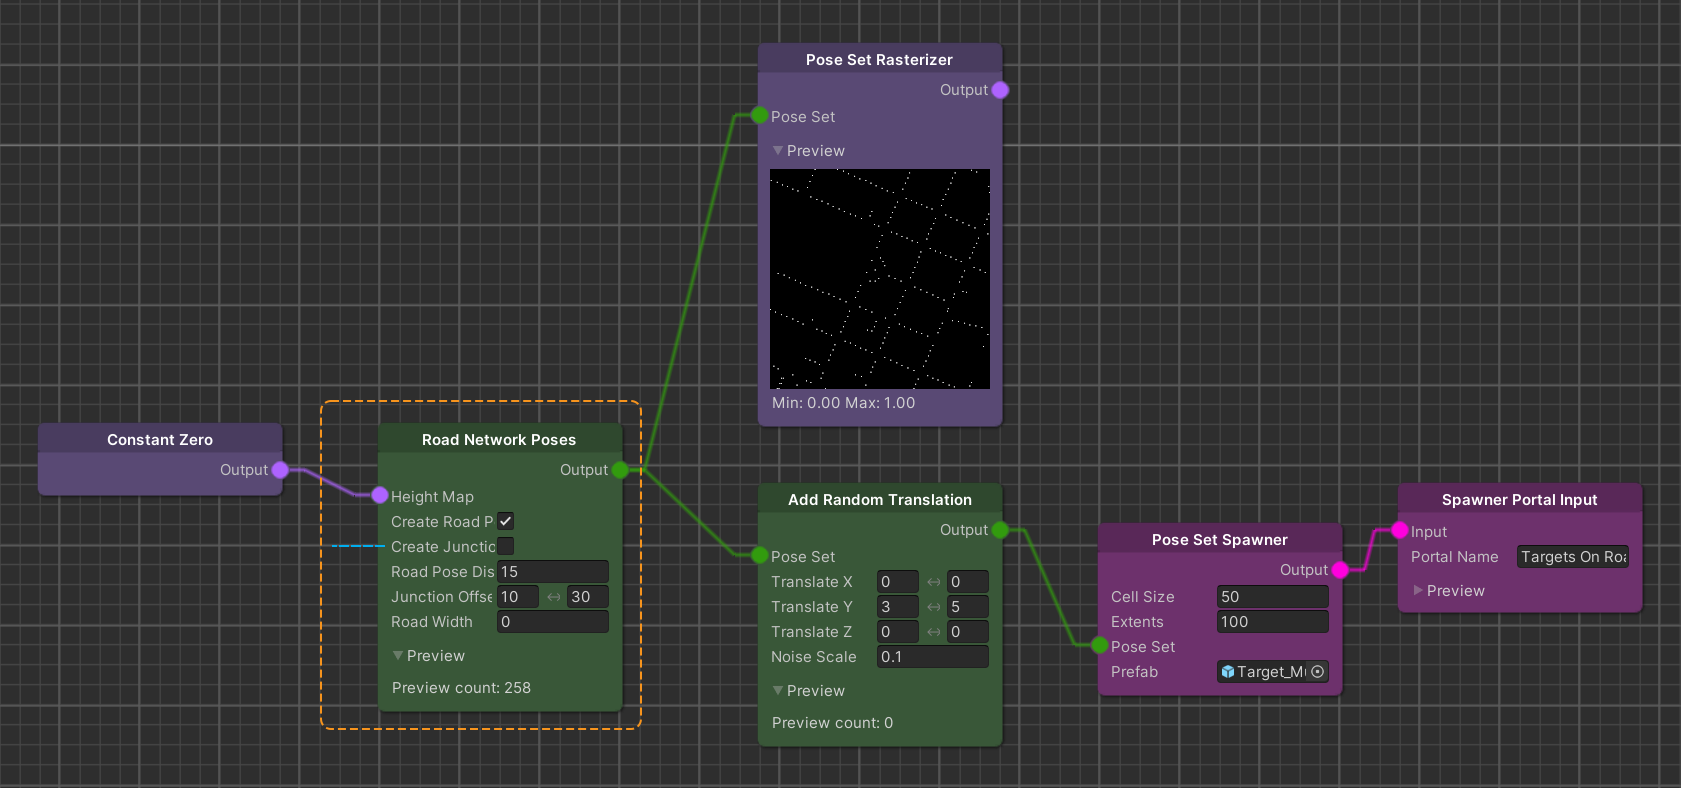 Pose Set Rasterizer
Output
Pose Set
Preview
Min: 0.00 Max: 1.00
Constant Zero
Output
Road Network Poses
Output
Height Map
Create Road P
Create Junctic
Road Pose Dis 15
Junction Offse 10 ↔ 30
Road Width 0
Preview
Preview count: 258
Add Random Translation
Output
Pose Set
Translate X 0 ↔ 0
Translate Y 3 ↔ 5
Translate Z 0 ↔ 0
Noise Scale 0.1
Preview
Preview count: 0
Pose Set Spawner
Output
Cell Size 50
Extents 100
Pose Set
Prefab Target_Mu
Spawner Portal Input
Input
Portal Name Targets On Roa
Preview